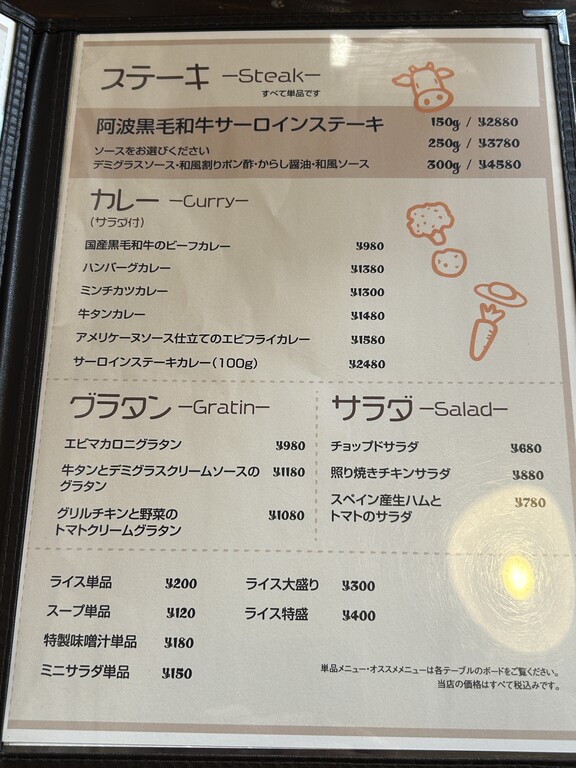 ステーキ —Steak—
すべて単品です
阿波黒毛和牛サーロインステーキ 150g / ¥2880
ソースをお選びください 250g / ¥3780
デミグラスソース・和風割りポン酢・からし醤油・和風ソース 300g / ¥4580
カレー —Curry—
(サラダ付)
国産黒毛和牛のビーフカレー ¥980
ハンバーグカレー ¥1380
ミンチカツカレー ¥1300
牛タンカレー ¥1480
アメリケーヌソース仕立てのエビフライカレー ¥1580
サーロインステーキカレー(100g) ¥2480
グラタン —Gratin—
エビマカロニグラタン ¥980
牛タンとデミグラスクリームソースの ¥1180
グラタン
グリルチキンと野菜の ¥1080
トマトクリームグラタン
サラダ —Salad—
チョップドサラダ ¥680
照り焼きチキンサラダ ¥880
スペイン産生ハムと ¥780
トマトのサラダ
ライス単品 ¥200
スープ単品 ¥120
特製味噌汁単品 ¥180
ミニサラダ単品 ¥150
ライス大盛り ¥300
ライス特盛 ¥400
単品メニュー・オススメメニューは各テーブルのボードをご覧ください。
当店の価格はすべて税込みです。